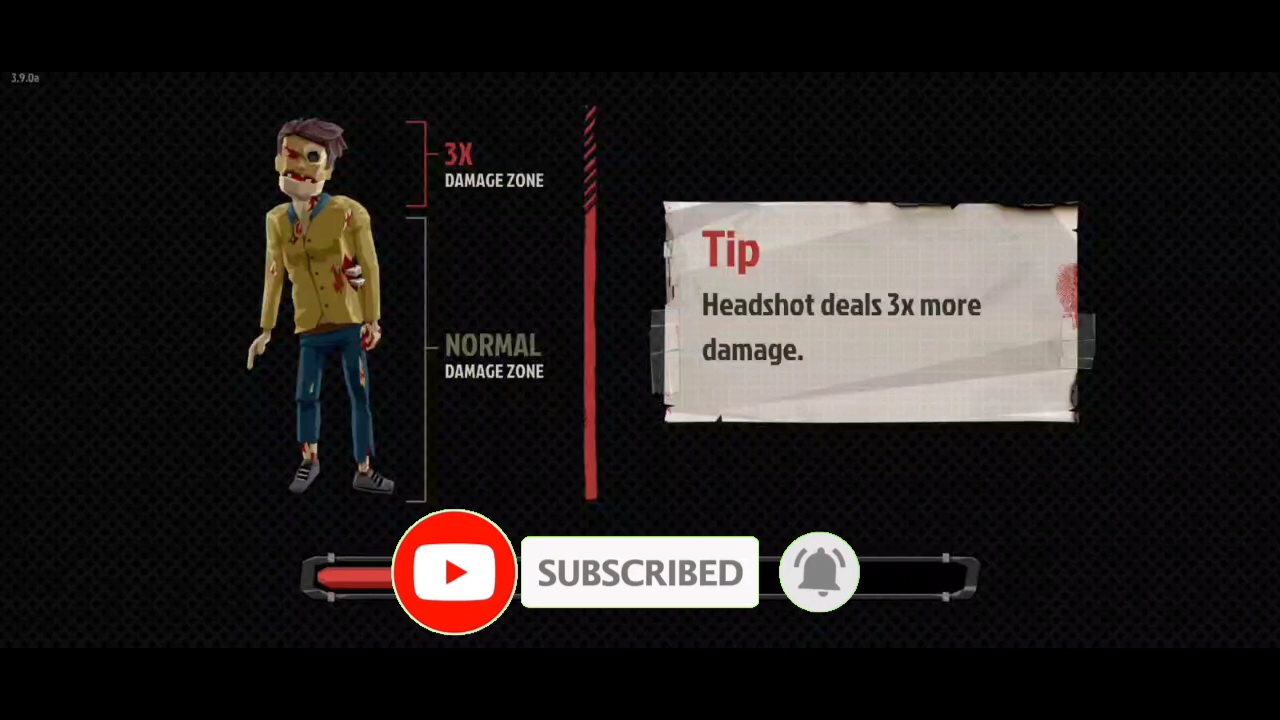 3.9.0a
3X
DAMAGE ZONE
NORMAL
DAMAGE ZONE
Tip
Headshot deals 3x more
damage.
SUBSCRIBED